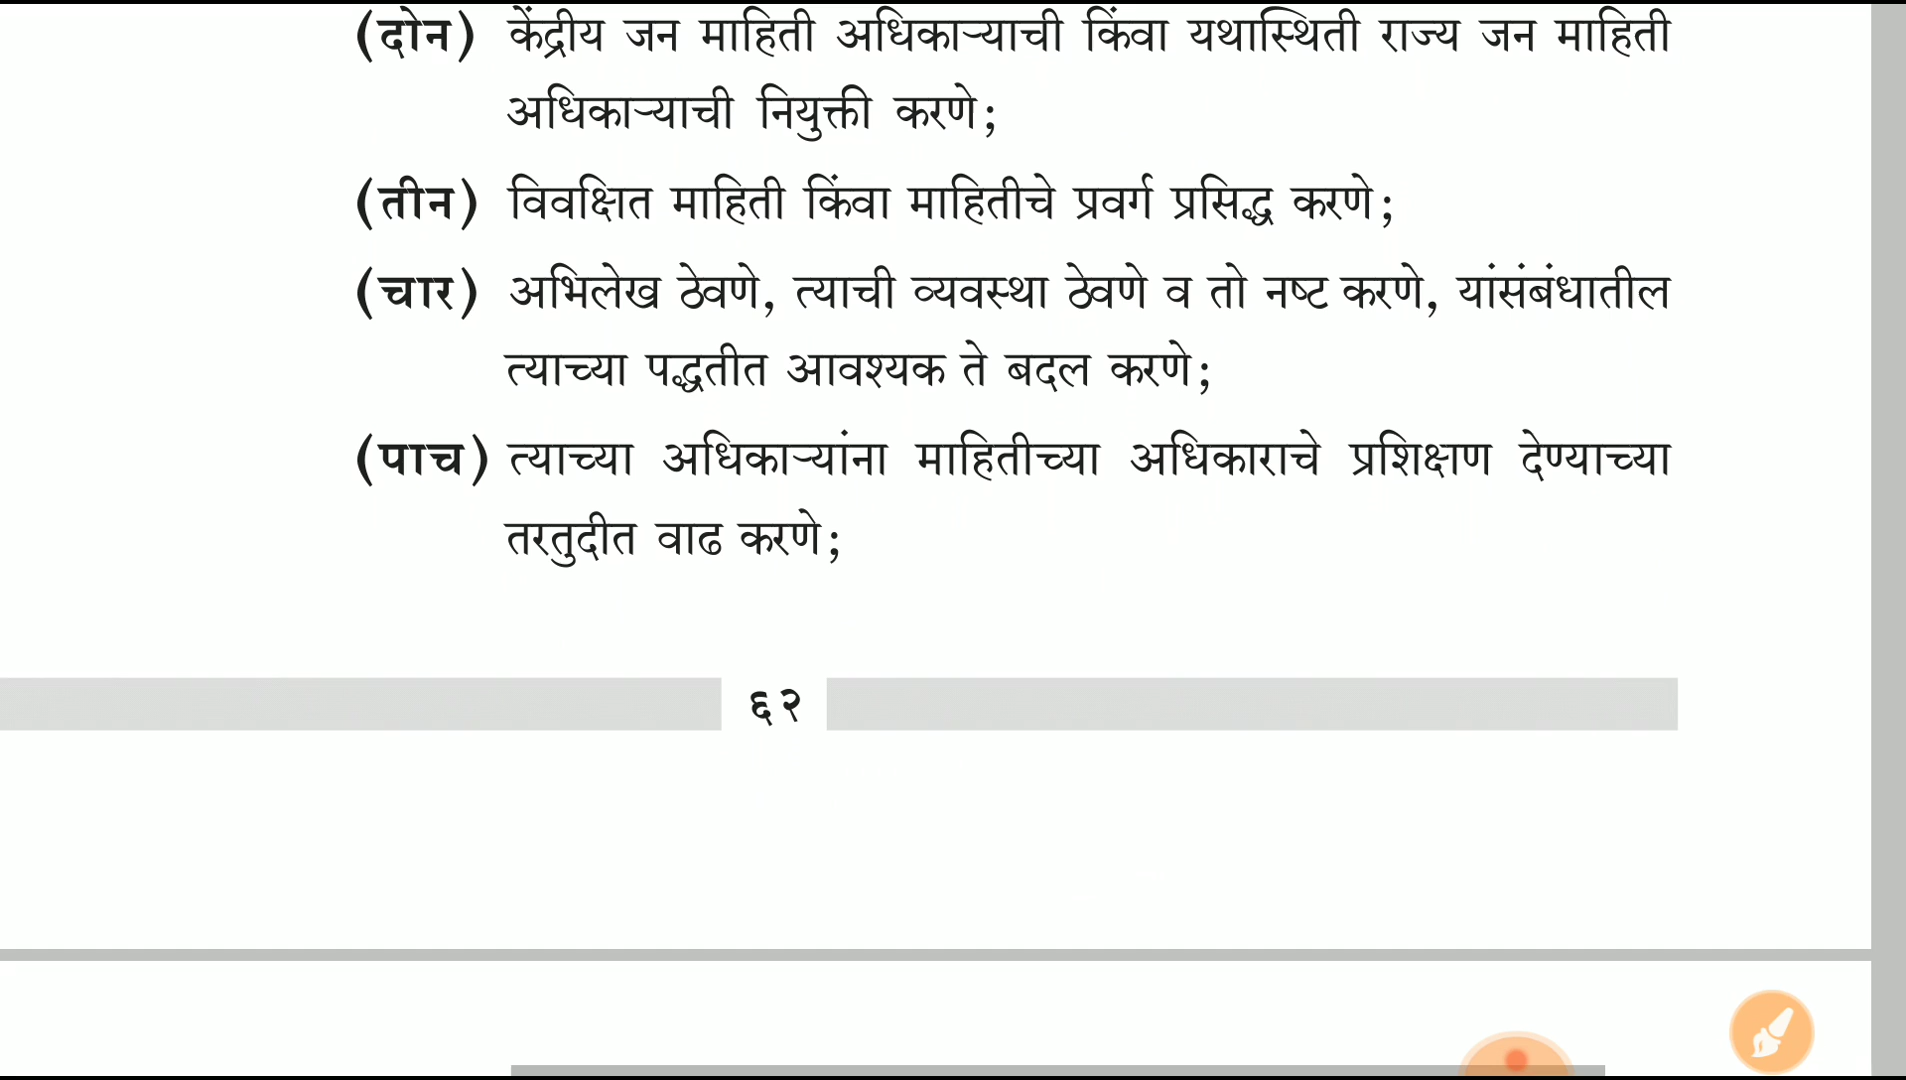 (दोन) केंद्रीय जन माहिती अधिकाऱ्याची किंवा यथास्थिती राज्य जन माहिती
अधिकाऱ्याची नियुक्ती करणे;
(तीन) विवक्षित माहिती किंवा माहितीचे प्रवर्ग प्रसिद्ध करणे;
(चार) अभिलेख ठेवणे, त्याची व्यवस्था ठेवणे व तो नष्ट करणे, यांसंबंधातील
त्याच्या पद्धतीत आवश्यक ते बदल करणे;
(पाच) त्याच्या अधिकाऱ्यांना माहितीच्या अधिकाराचे प्रशिक्षण देण्याच्या
तरतुदीत वाढ करणे;
६२